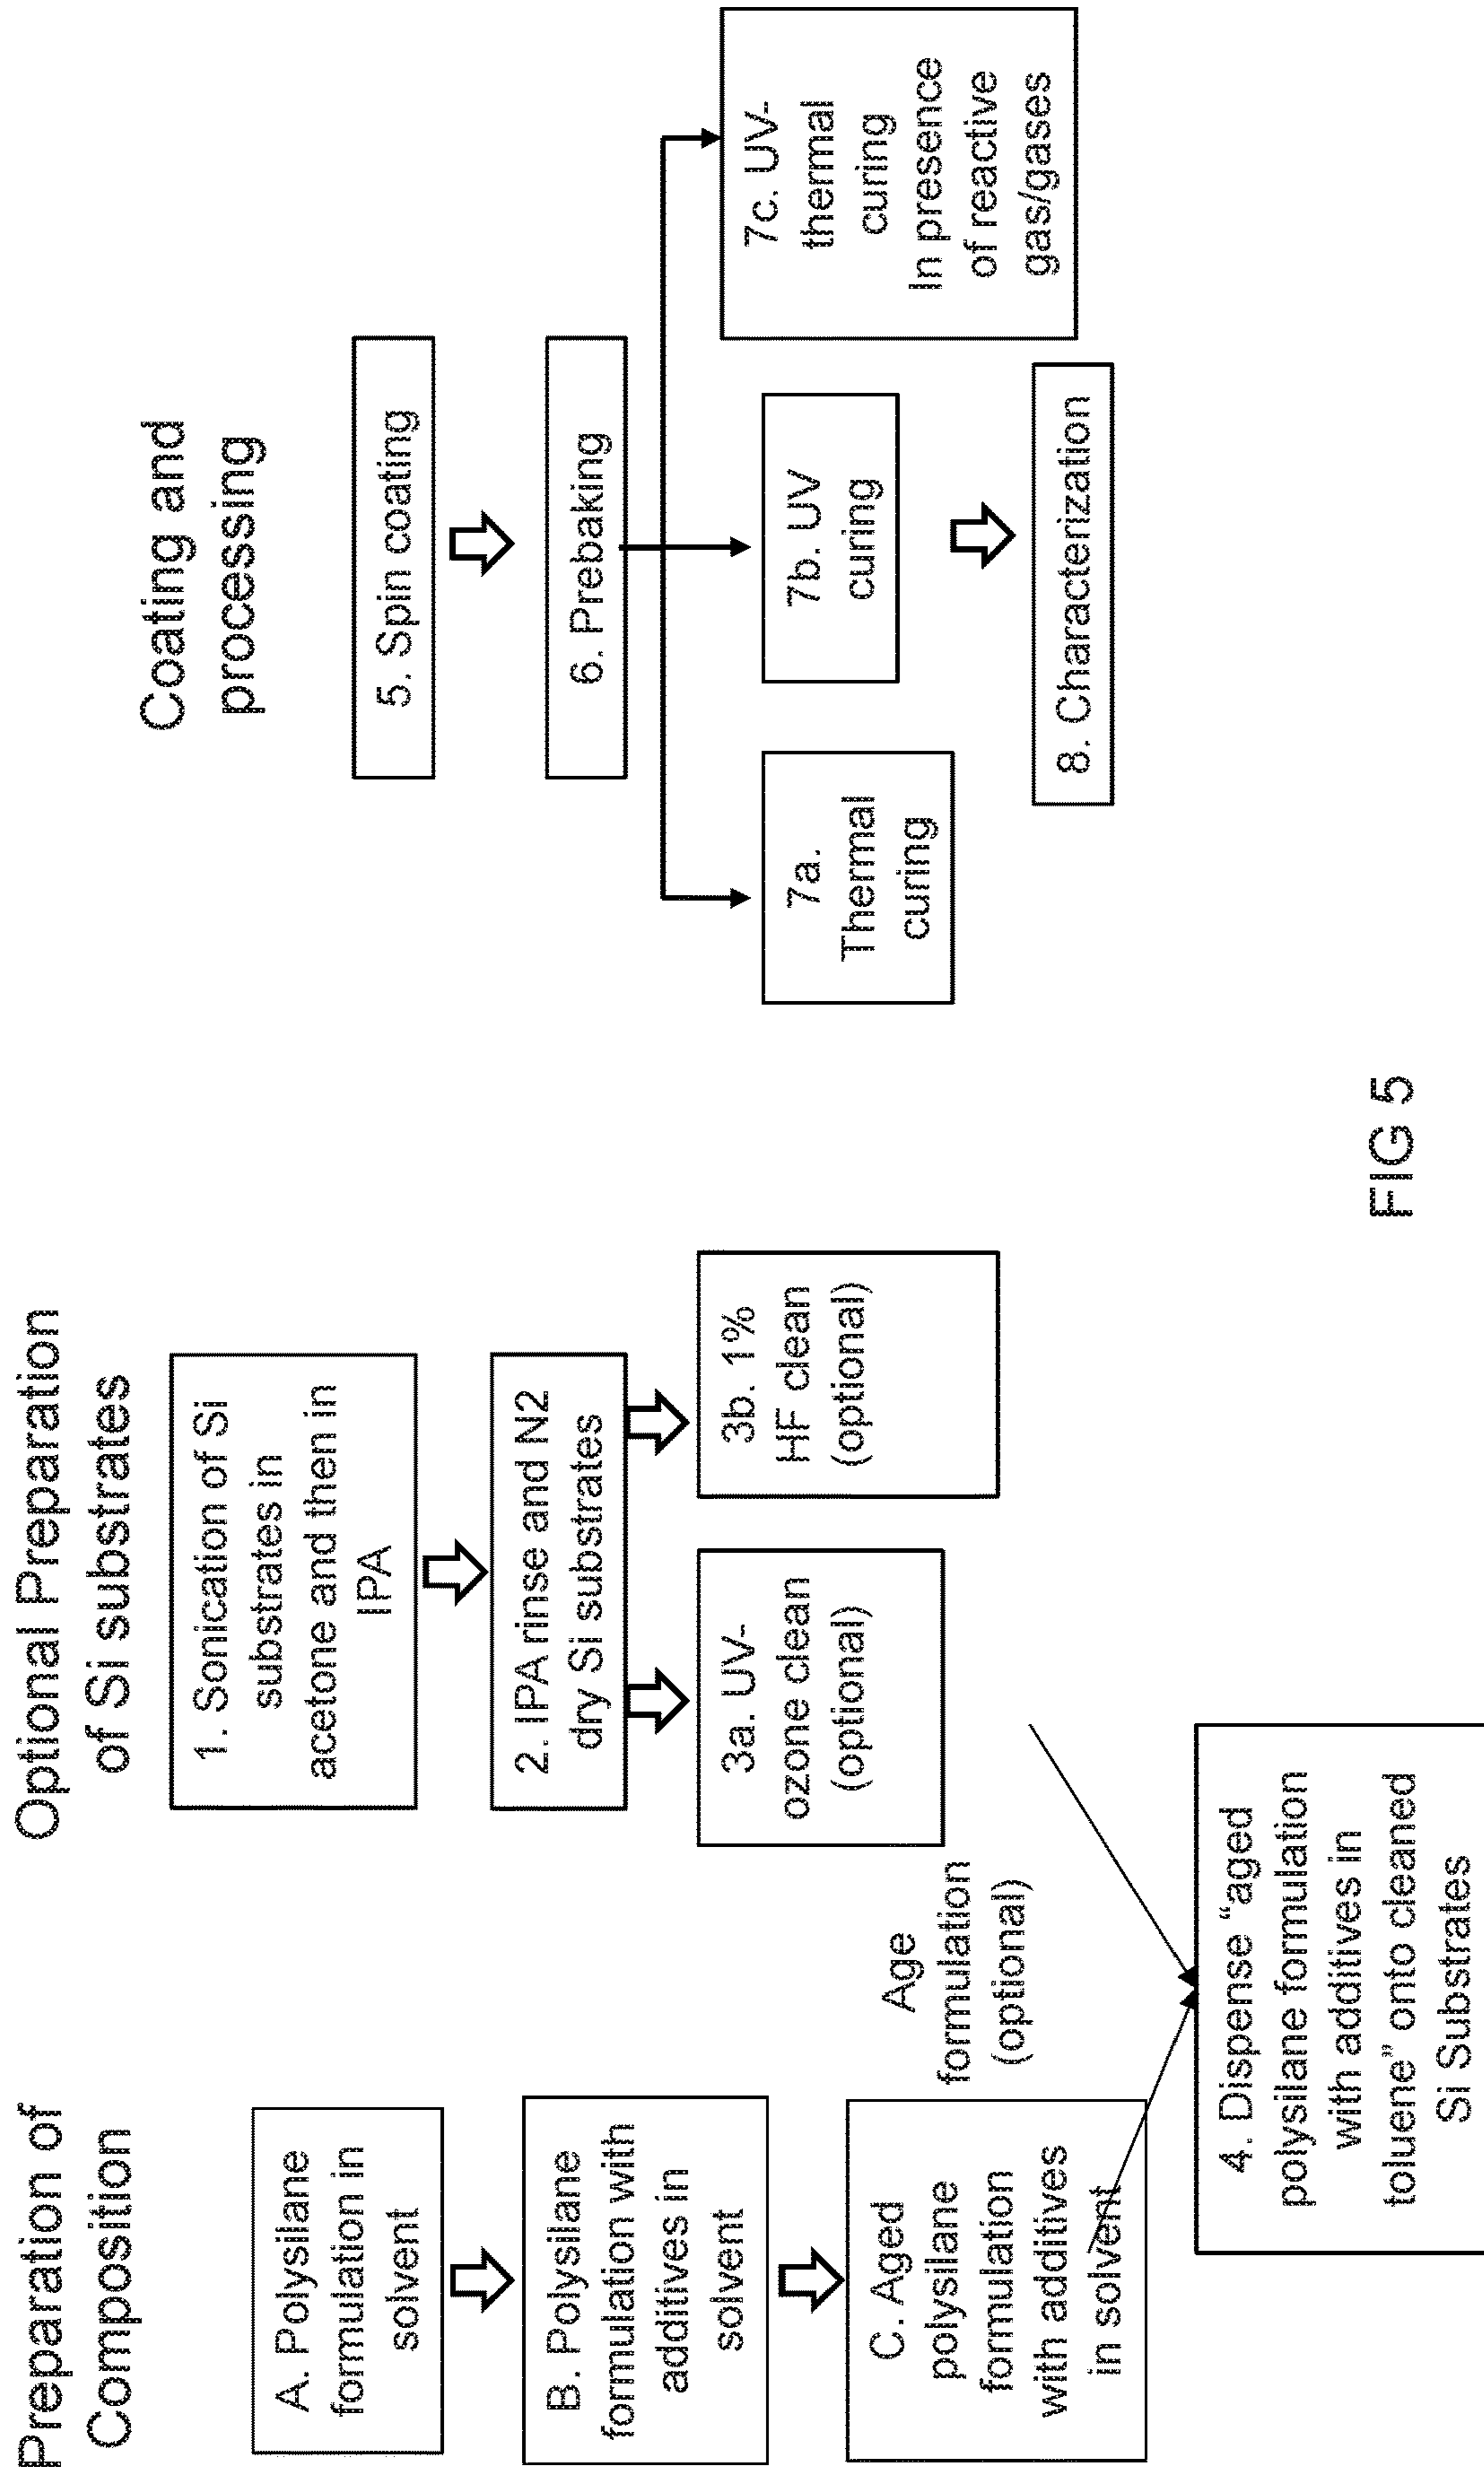 Preparation of
Composition
A. Polysilane
formulation in
solvent
B. Polysilane
formulation with
additives in
solvent
C. Aged
polysilane
formulation
with additives
in solvent
Age
formulation
(optional)
Optional Preparation
of Si substrates
1. Sonication of Si
substrates in
acetone and then in
IPA
2. IPA rinse and N2
dry Si substrates
3a. UV-
ozone clean
(optional)
3b. 1%
HF clean
(optional)
4. Dispense “aged
polysilane formulation
with additives in
toluene” onto cleaned
Si Substrates
Coating and
processing
5. Spin coating
6. Prebaking
7a.
Thermal
curing
7b. UV
curing
7c. UV-
thermal
curing
In presence
of reactive
gas/gases
8. Characterization
FIG 5